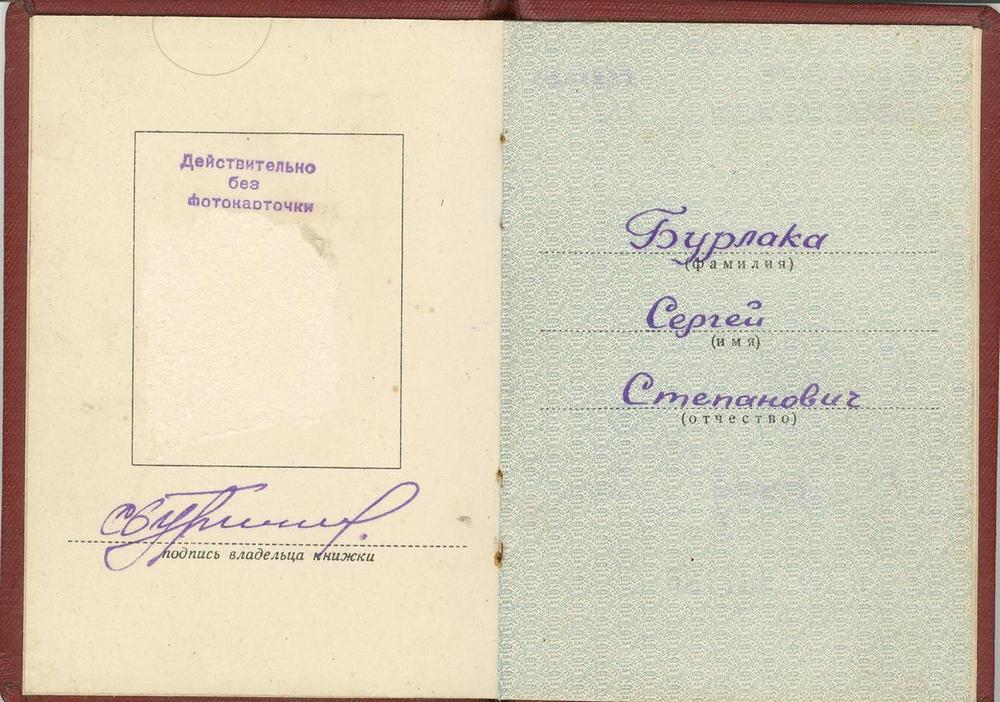 Действительно
без
фотокарточки
подпись владельца книжки
Бурлака
(фамилия)
Сергей
(имя)
Степанович
(отчество)